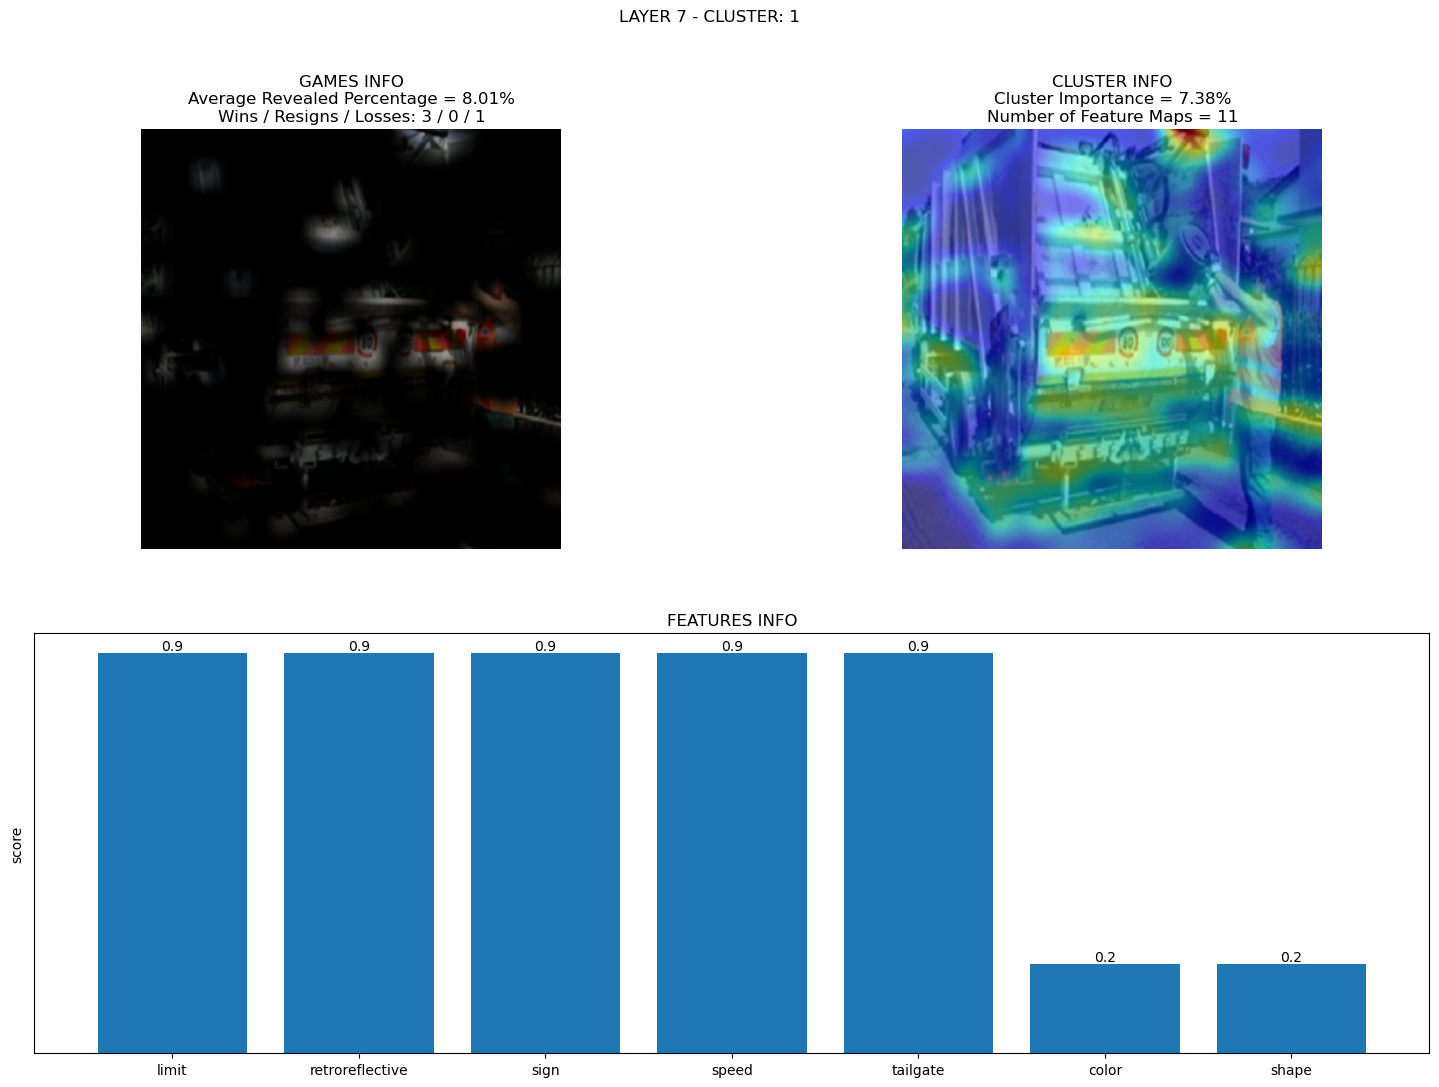 LAYER 7 - CLUSTER: 1
GAMES INFO
Average Revealed Percentage = 8.01%
Wins / Resigns / Losses: 3 / 0 / 1
CLUSTER INFO
Cluster Importance = 7.38%
Number of Feature Maps = 11
80
FEATURES INFO
score
0.9
0.9
0.9
0.9
0.9
0.2
0.2
limit
retroreflective
sign
speed
tailgate
color
shape